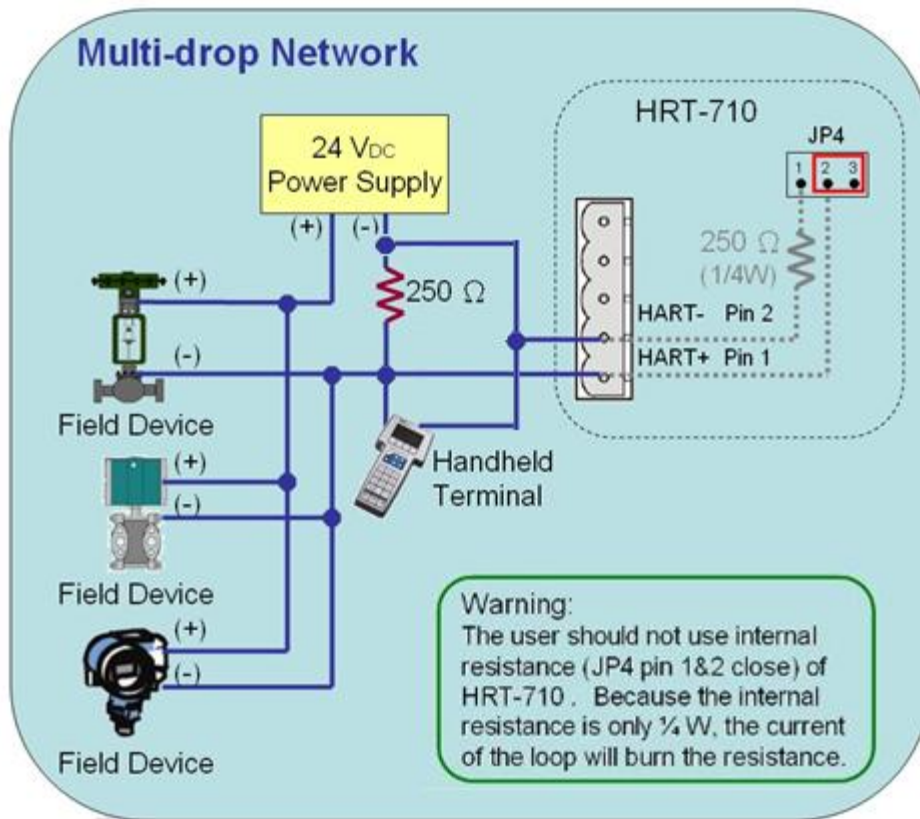 Multi-drop Network
HRT-710
JP4
1 2 3
24 VDC
Power Supply
(+) (-)
250 Ω
(1/4W)
250 Ω
(+)
HART- Pin 2
(-)
HART+ Pin 1
Field Device
Handheld
Terminal
(+)
(-)
Field Device
(+)
(-)
Field Device
Warning:
The user should not use internal
resistance (JP4 pin 1&2 close) of
HRT-710 . Because the internal
resistance is only ¼ W, the current
of the loop will burn the resistance.